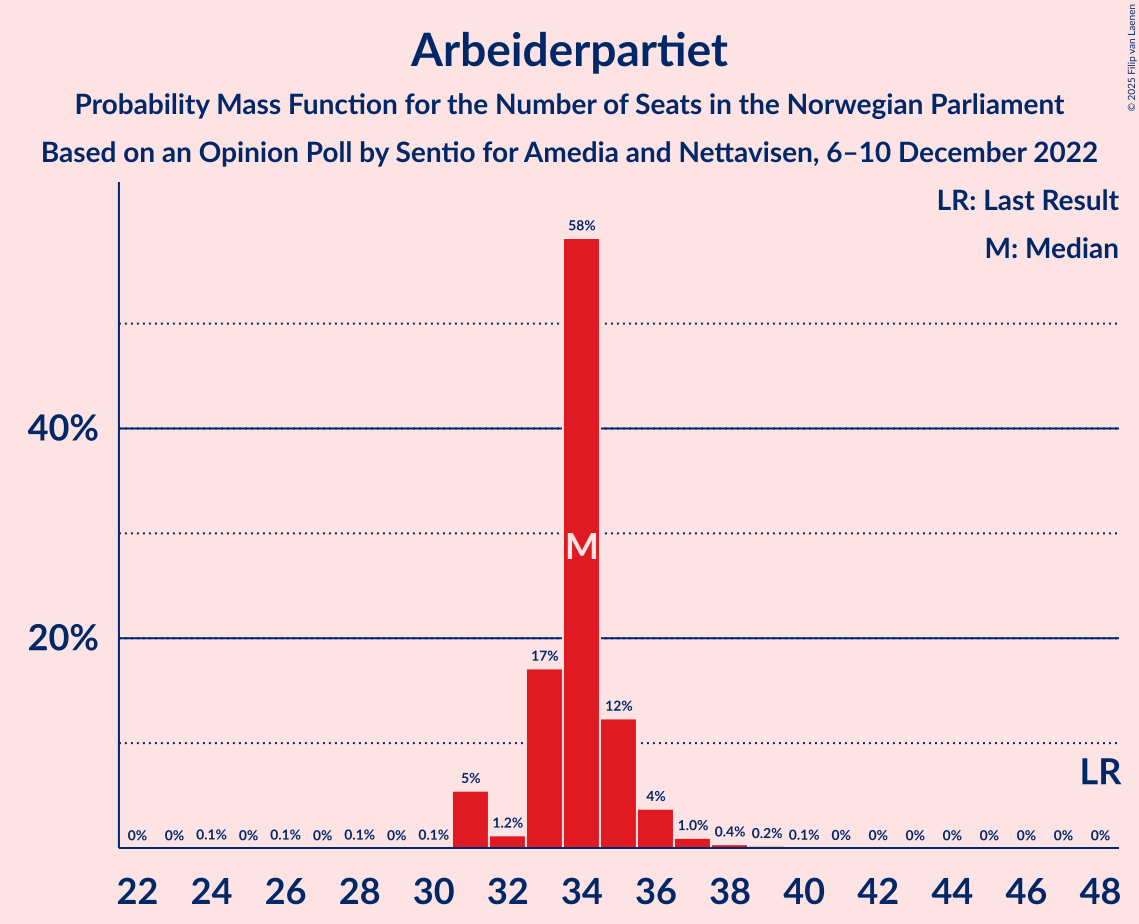 Arbeiderpartiet
Probability Mass Function for the Number of Seats in the Norwegian Parliament
Based on an Opinion Poll by Sentio for Amedia and Nettavisen, 6–10 December 2022
© 2025 Filip van Laenen
LR: Last Result
M: Median
58%
40%
M
20%
17%
12%
LR
5%
4%
0% 0% 0.1% 0% 0.1% 0% 0.1% 0% 0.1% 1.2% 1.0% 0.4% 0.2% 0.1% 0% 0% 0% 0% 0% 0% 0% 0%
22 24 26 28 30 32 34 36 38 40 42 44 46 48